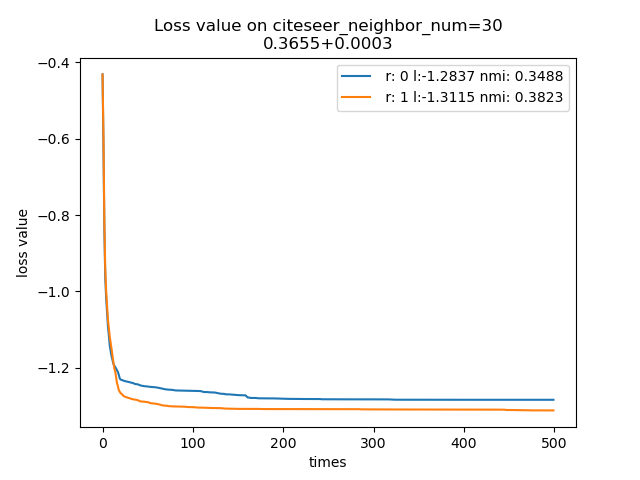 Loss value on citeseer_neighbor_num=30
0.3655+0.0003
r: 0 l:-1.2837 nmi: 0.3488
r: 1 l:-1.3115 nmi: 0.3823
−0.4
−0.6
−0.8
−1.0
−1.2
loss value
0 100 200 300 400 500
times